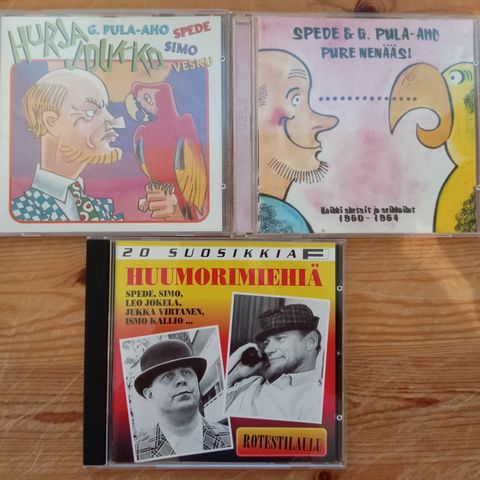 G. PULA-AHO
SPEDE
SIMO
VESKU
HURJA
JOUKKO
SPEDE & G. PULA-AHO
PURE NENÄÄS!
Kaikki sketsit ja seikkailut
1960 - 1964
20 SUOSIKKIA F
HUUMORIMIEHIÄ
SPEDE, SIMO,
LEO JOKELA,
JUKKA VIRTANEN,
ISMO KALLIO ...
ROTESTILAULU